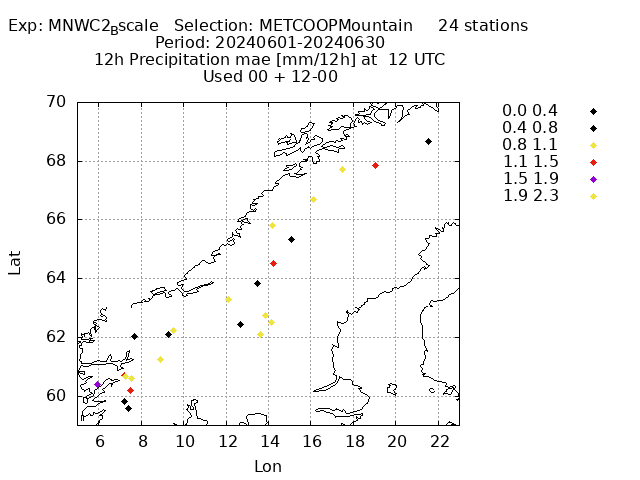 Exp: MNWC2Bscale   Selection: METCOOPMountain     24 stations
Period: 20240601-20240630
12h Precipitation mae [mm/12h] at  12 UTC
Used 00 + 12-00
0.0 0.4
0.4 0.8
0.8 1.1
1.1 1.5
1.5 1.9
1.9 2.3
70
68
66
64
62
60
Lat
6 8 10 12 14 16 18 20 22
Lon